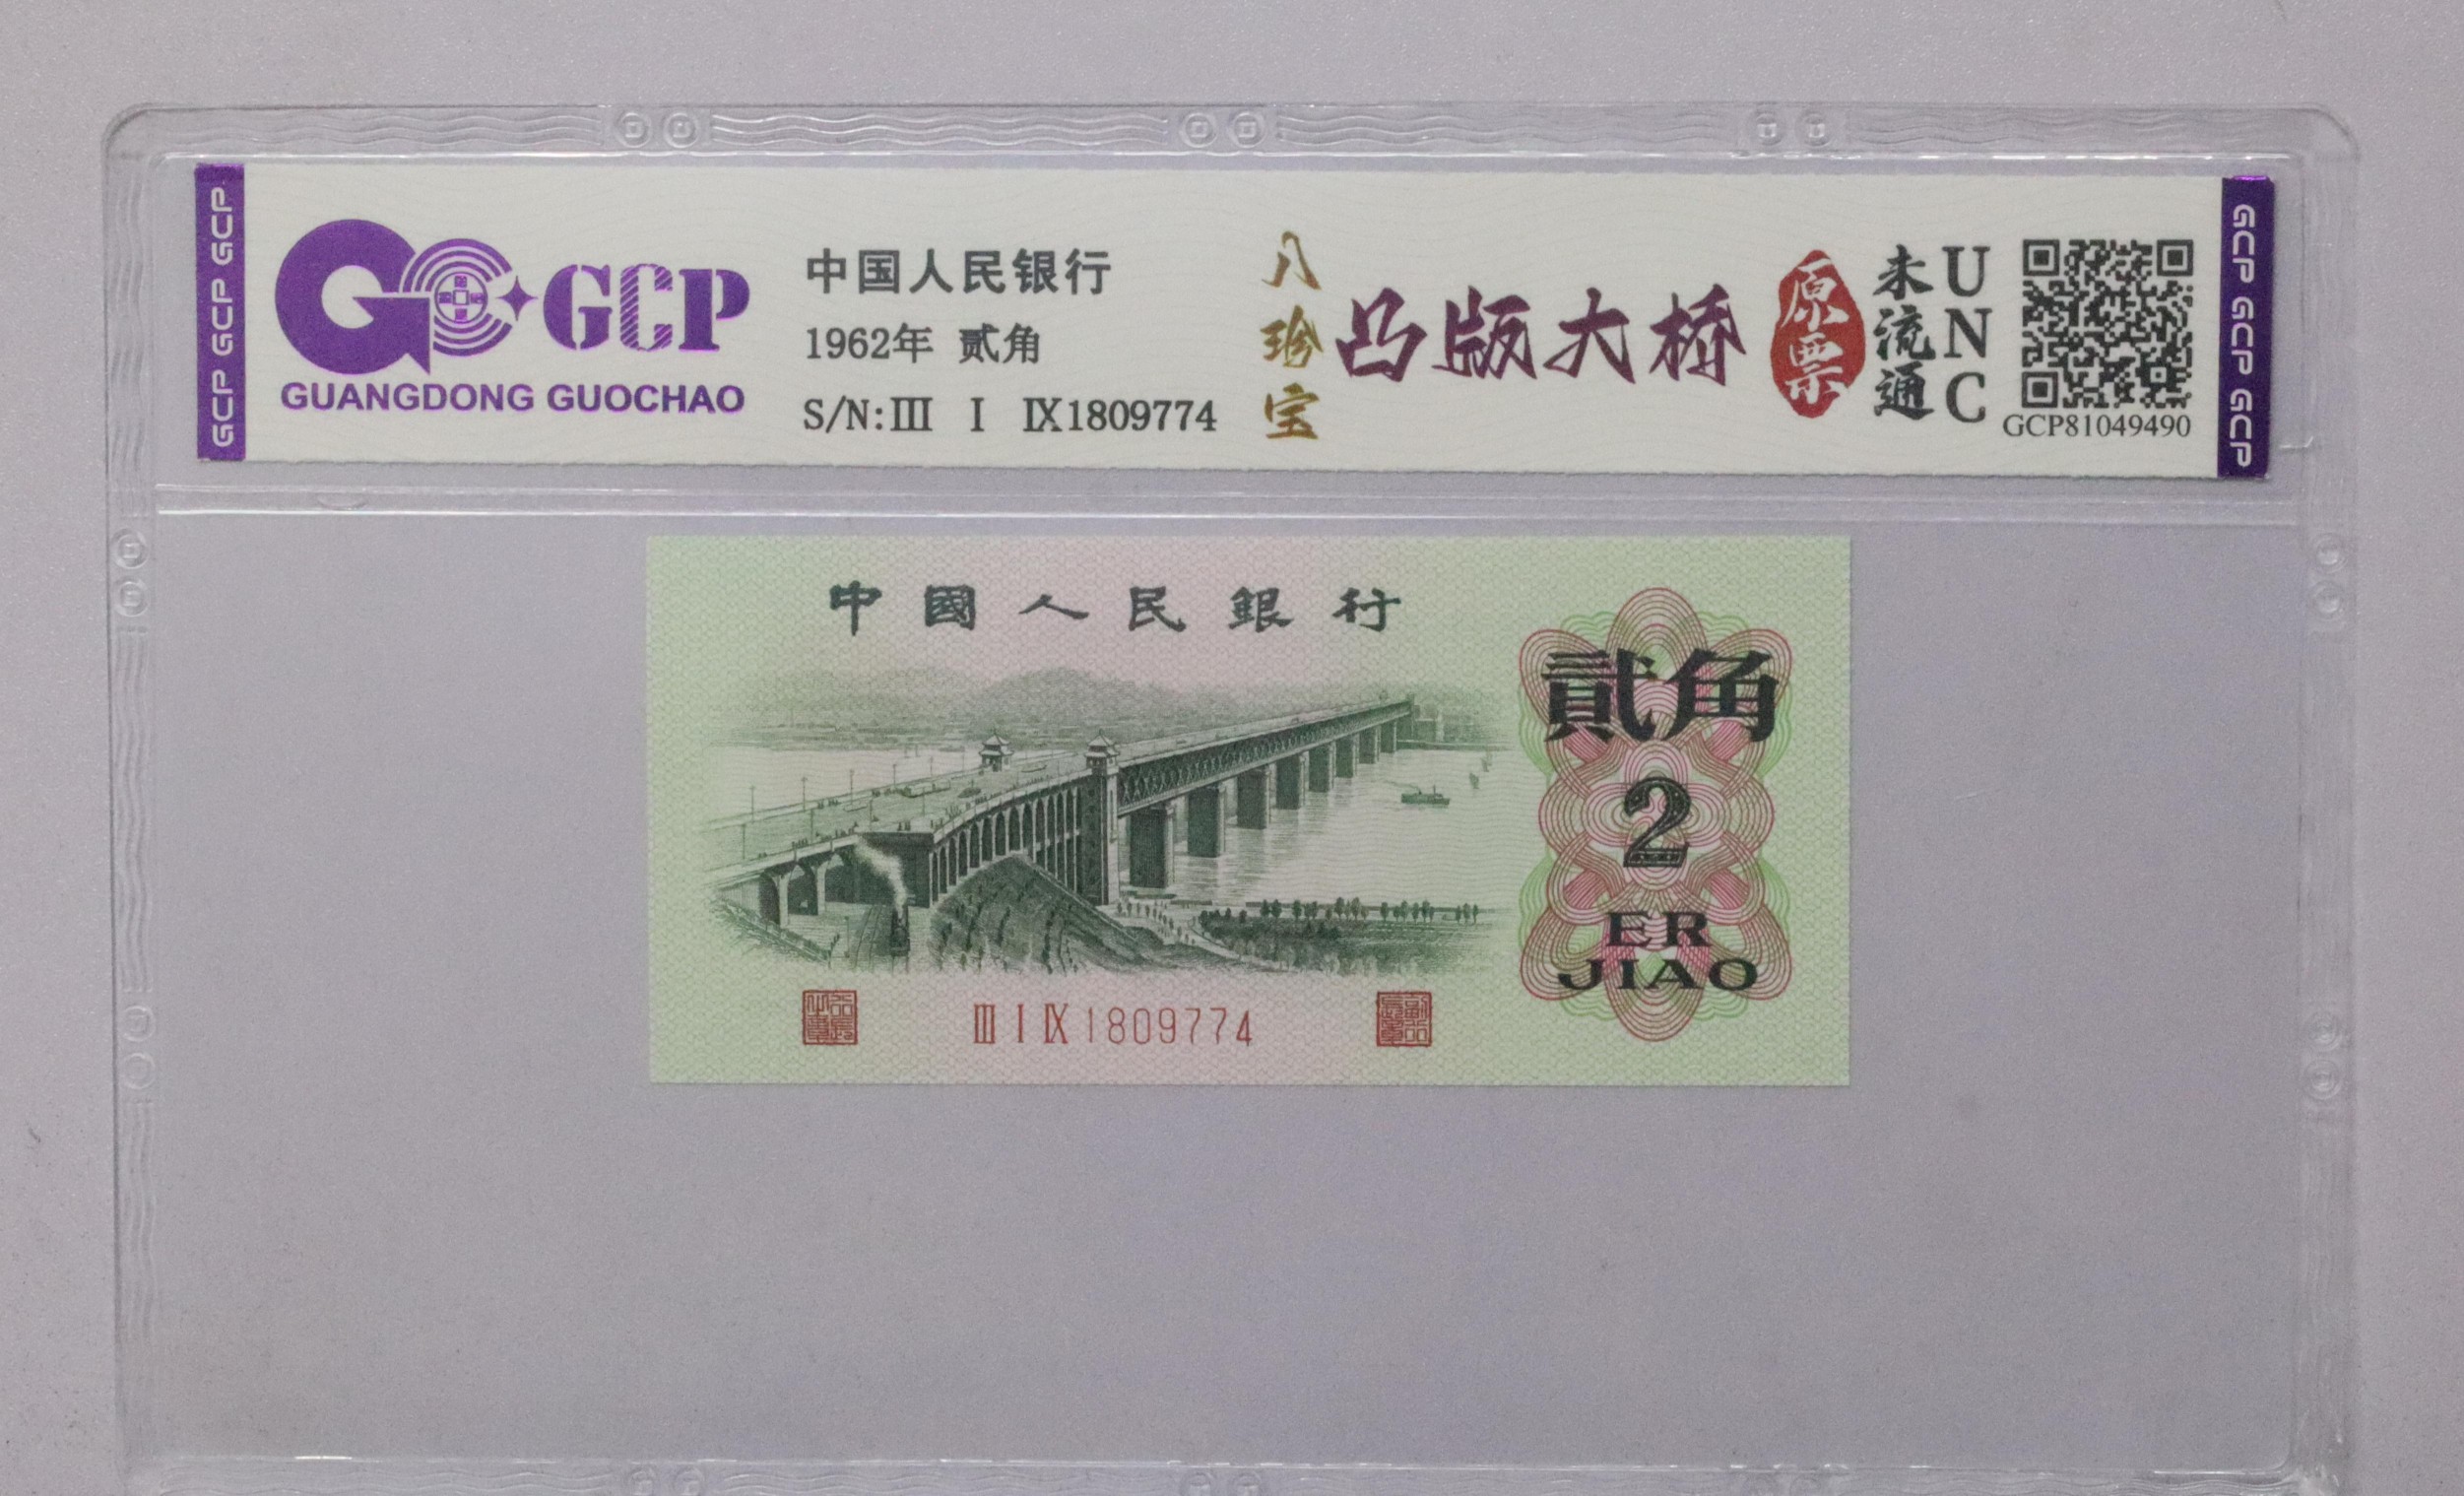 GCP GCP GCP
GCP
GUANGDONG GUOCHAO
中国人民银行
1962年 贰角
S/N:Ⅲ Ⅰ Ⅸ1809774
八珍宝
凸版大桥
原票
未流通
UNC
GCP81049490
GCP GCP GCP
中國人民銀行
貳角
2
ER
JIAO
Ⅲ Ⅰ Ⅸ 1809774